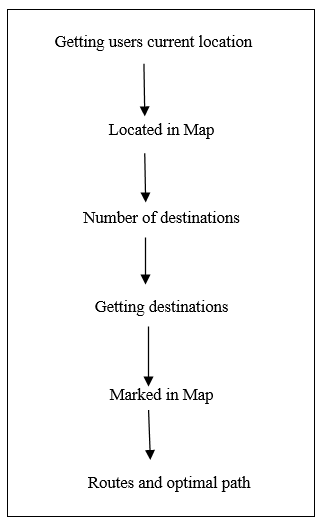 Getting users current location
Located in Map
Number of destinations
Getting destinations
Marked in Map
Routes and optimal path